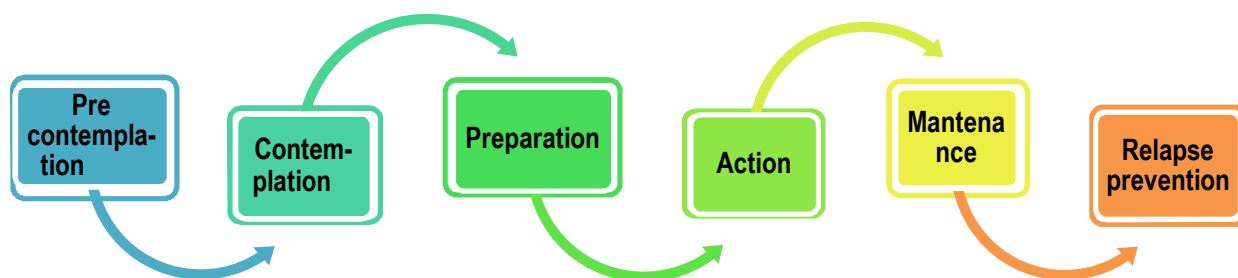 Pre
contempla-
tion
Contem-
plation
Preparation
Action
Mantena
nce
Relapse
prevention